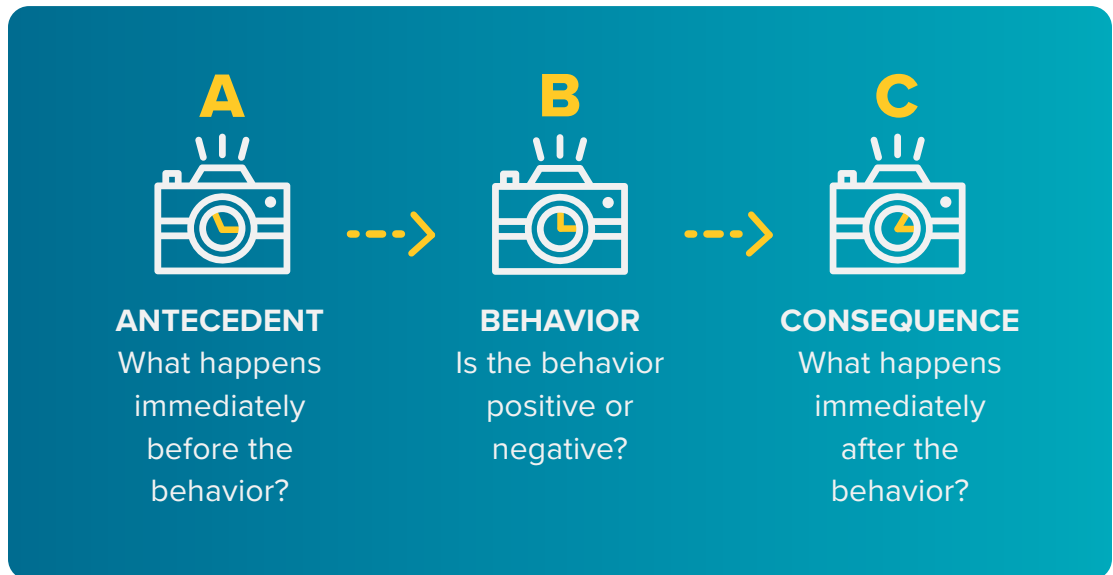 A
B
C
ANTECEDENT
What happens
immediately
before the
behavior?
BEHAVIOR
Is the behavior
positive or
negative?
CONSEQUENCE
What happens
immediately
after the
behavior?